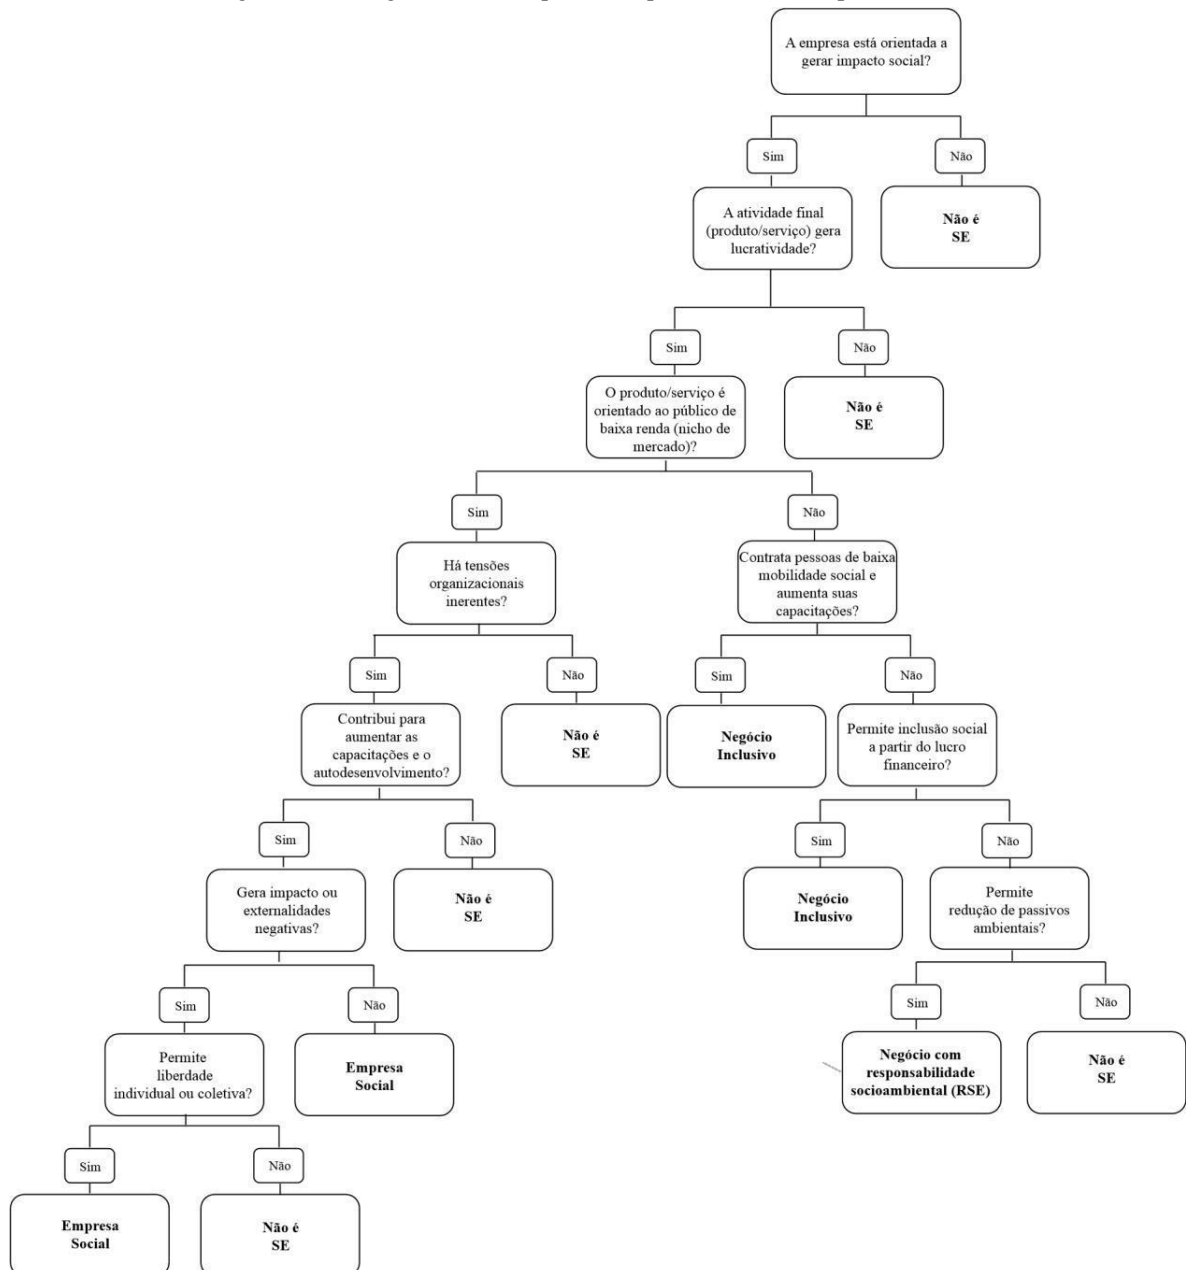 A empresa está orientada a
gerar impacto social?
Sim
Não
A atividade final
(produto/serviço) gera
lucratividade?
Não é
SE
Sim
Não
O produto/serviço é
orientado ao público de
baixa renda (nicho de
mercado)?
Não é
SE
Sim
Não
Há tensões
organizacionais
inerentes?
Contrata pessoas de baixa
mobilidade social e
aumenta suas
capacitações?
Sim
Não
Sim
Não
Contribui para
aumentar as
capacitações e o
autodesenvolvimento?
Não é
SE
Negócio
Inclusivo
Permite inclusão social
a partir do lucro
financeiro?
Sim
Não
Sim
Não
Gera impacto ou
externalidades
negativas?
Não é
SE
Negócio
Inclusivo
Permite
redução de passivos
ambientais?
Sim
Não
Sim
Não
Permite
liberdade
individual ou coletiva?
Empresa
Social
Negócio com
responsabilidade
socioambiental (RSE)
Não é
SE
Sim
Não
Empresa
Social
Não é
SE